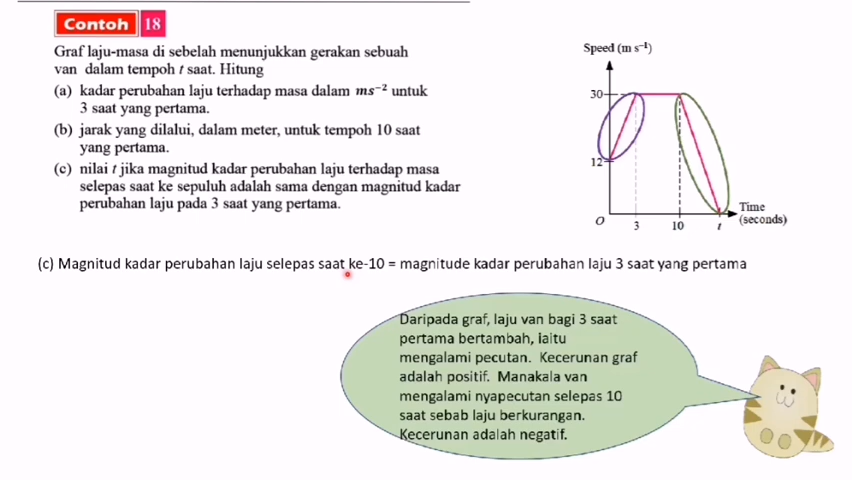 Contoh 18
Graf laju-masa di sebelah menunjukkan gerakan sebuah
van dalam tempoh t saat. Hitung
(a) kadar perubahan laju terhadap masa dalam ms⁻² untuk
3 saat yang pertama.
(b) jarak yang dilalui, dalam meter, untuk tempoh 10 saat
yang pertama.
(c) nilai t jika magnitud kadar perubahan laju terhadap masa
selepas saat ke sepuluh adalah sama dengan magnitud kadar
perubahan laju pada 3 saat yang pertama.
Speed (m s⁻¹)
30
12
O
3
10
t
Time
(seconds)
(c) Magnitud kadar perubahan laju selepas saat ke-10 = magnitude kadar perubahan laju 3 saat yang pertama
Daripada graf, laju van bagi 3 saat
pertama bertambah, iaitu
mengalami pecutan. Kecerunan graf
adalah positif. Manakala van
mengalami nyapecutan selepas 10
saat sebab laju berkurangan.
Kecerunan adalah negatif.